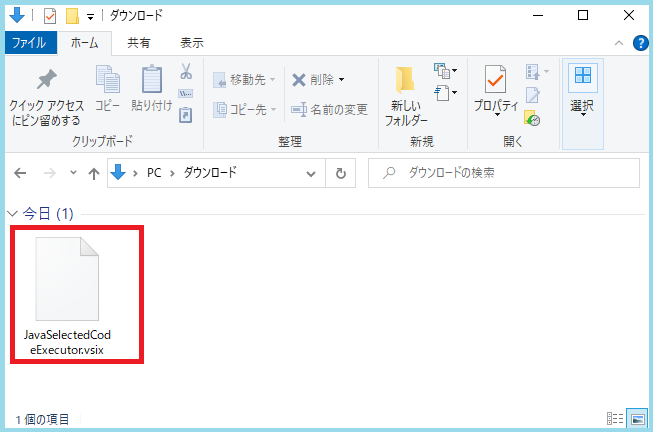 ダウンロード
ファイル ホーム 共有 表示
クイック アクセス
にピン留めする
コピー
貼り付け
クリップボード
移動先
コピー先
削除
名前の変更
整理
新しい
フォルダー
新規
プロパティ
開く
選択
PC > ダウンロード
ダウンロードの検索
今日 (1)
JavaSelectedCod
eExecutor.vsix
1 個の項目